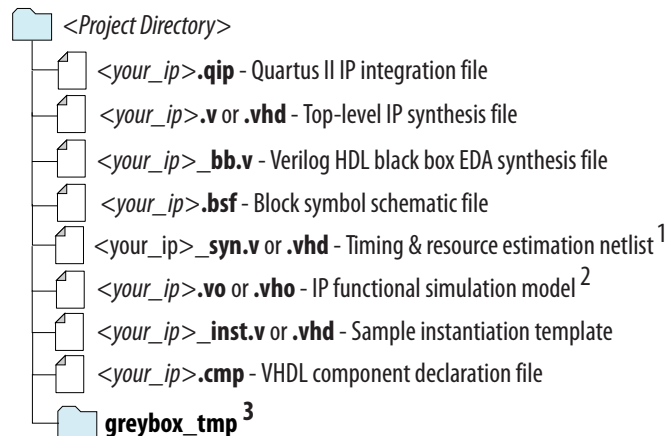 <Project Directory>
<your_ip>.qip - Quartus II IP integration file
<your_ip>.v or .vhd - Top-level IP synthesis file
<your_ip>_bb.v - Verilog HDL black box EDA synthesis file
<your_ip>.bsf - Block symbol schematic file
<your_ip>_syn.v or .vhd - Timing & resource estimation netlist 1
<your_ip>.vo or .vho - IP functional simulation model 2
<your_ip>_inst.v or .vhd - Sample instantiation template
<your_ip>.cmp - VHDL component declaration file
greybox_tmp 3